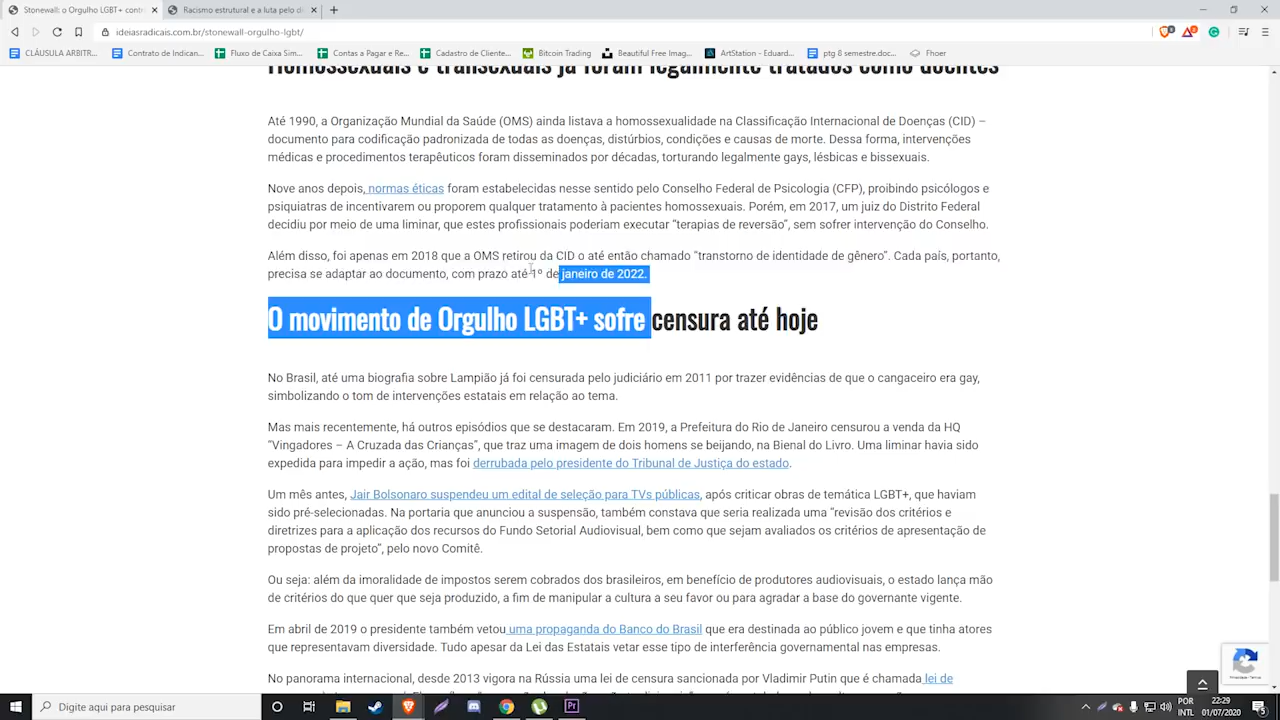 Stonewall: o Orgulho LGBT+ contr
Racismo estrutural e a luta pelo d
ideiasradicais.com.br/stonewall-orgulho-lgbt/
CLÁUSULA ARBITR...
Contrato de Indican...
Fluxo de Caixa Sim...
Contas a Pagar e Re...
Cadastro de Cliente...
Bitcoin Trading
Beautiful Free Imag...
ArtStation - Eduard...
ptg 8 semestre.doc...
Fhoer
Homossexuais e transexuais já foram legalmente tratados como doentes
Até 1990, a Organização Mundial da Saúde (OMS) ainda listava a homossexualidade na Classificação Internacional de Doenças (CID) –
documento para codificação padronizada de todas as doenças, distúrbios, condições e causas de morte. Dessa forma, intervenções
médicas e procedimentos terapêuticos foram disseminados por décadas, torturando legalmente gays, lésbicas e bissexuais.
Nove anos depois, normas éticas foram estabelecidas nesse sentido pelo Conselho Federal de Psicologia (CFP), proibindo psicólogos e
psiquiatras de incentivarem ou proporem qualquer tratamento à pacientes homossexuais. Porém, em 2017, um juiz do Distrito Federal
decidiu por meio de uma liminar, que estes profissionais poderiam executar “terapias de reversão”, sem sofrer intervenção do Conselho.
Além disso, foi apenas em 2018 que a OMS retirou da CID o até então chamado “transtorno de identidade de gênero”. Cada país, portanto,
precisa se adaptar ao documento, com prazo até 1º de janeiro de 2022.
O movimento de Orgulho LGBT+ sofre censura até hoje
No Brasil, até uma biografia sobre Lampião já foi censurada pelo judiciário em 2011 por trazer evidências de que o cangaceiro era gay,
simbolizando o tom de intervenções estatais em relação ao tema.
Mas mais recentemente, há outros episódios que se destacaram. Em 2019, a Prefeitura do Rio de Janeiro censurou a venda da HQ
“Vingadores – A Cruzada das Crianças”, que traz uma imagem de dois homens se beijando, na Bienal do Livro. Uma liminar havia sido
expedida para impedir a ação, mas foi derrubada pelo presidente do Tribunal de Justiça do estado.
Um mês antes, Jair Bolsonaro suspendeu um edital de seleção para TVs públicas, após criticar obras de temática LGBT+, que haviam
sido pré-selecionadas. Na portaria que anunciou a suspensão, também constava que seria realizada uma “revisão dos critérios e
diretrizes para a aplicação dos recursos do Fundo Setorial Audiovisual, bem como que sejam avaliados os critérios de apresentação de
propostas de projeto”, pelo novo Comitê.
Ou seja: além da imoralidade de impostos serem cobrados dos brasileiros, em benefício de produtores audiovisuais, o estado lança mão
de critérios do que quer que seja produzido, a fim de manipular a cultura a seu favor ou para agradar a base do governante vigente.
Em abril de 2019 o presidente também vetou uma propaganda do Banco do Brasil que era destinada ao público jovem e que tinha atores
que representavam diversidade. Tudo apesar da Lei das Estatais vetar esse tipo de interferência governamental nas empresas.
No panorama internacional, desde 2013 vigora na Rússia uma lei de censura sancionada por Vladimir Putin que é chamada lei de
Privacidade - Termos
Digite aqui para pesquisar
Pr
POR
INTL
22:29
01/07/2020